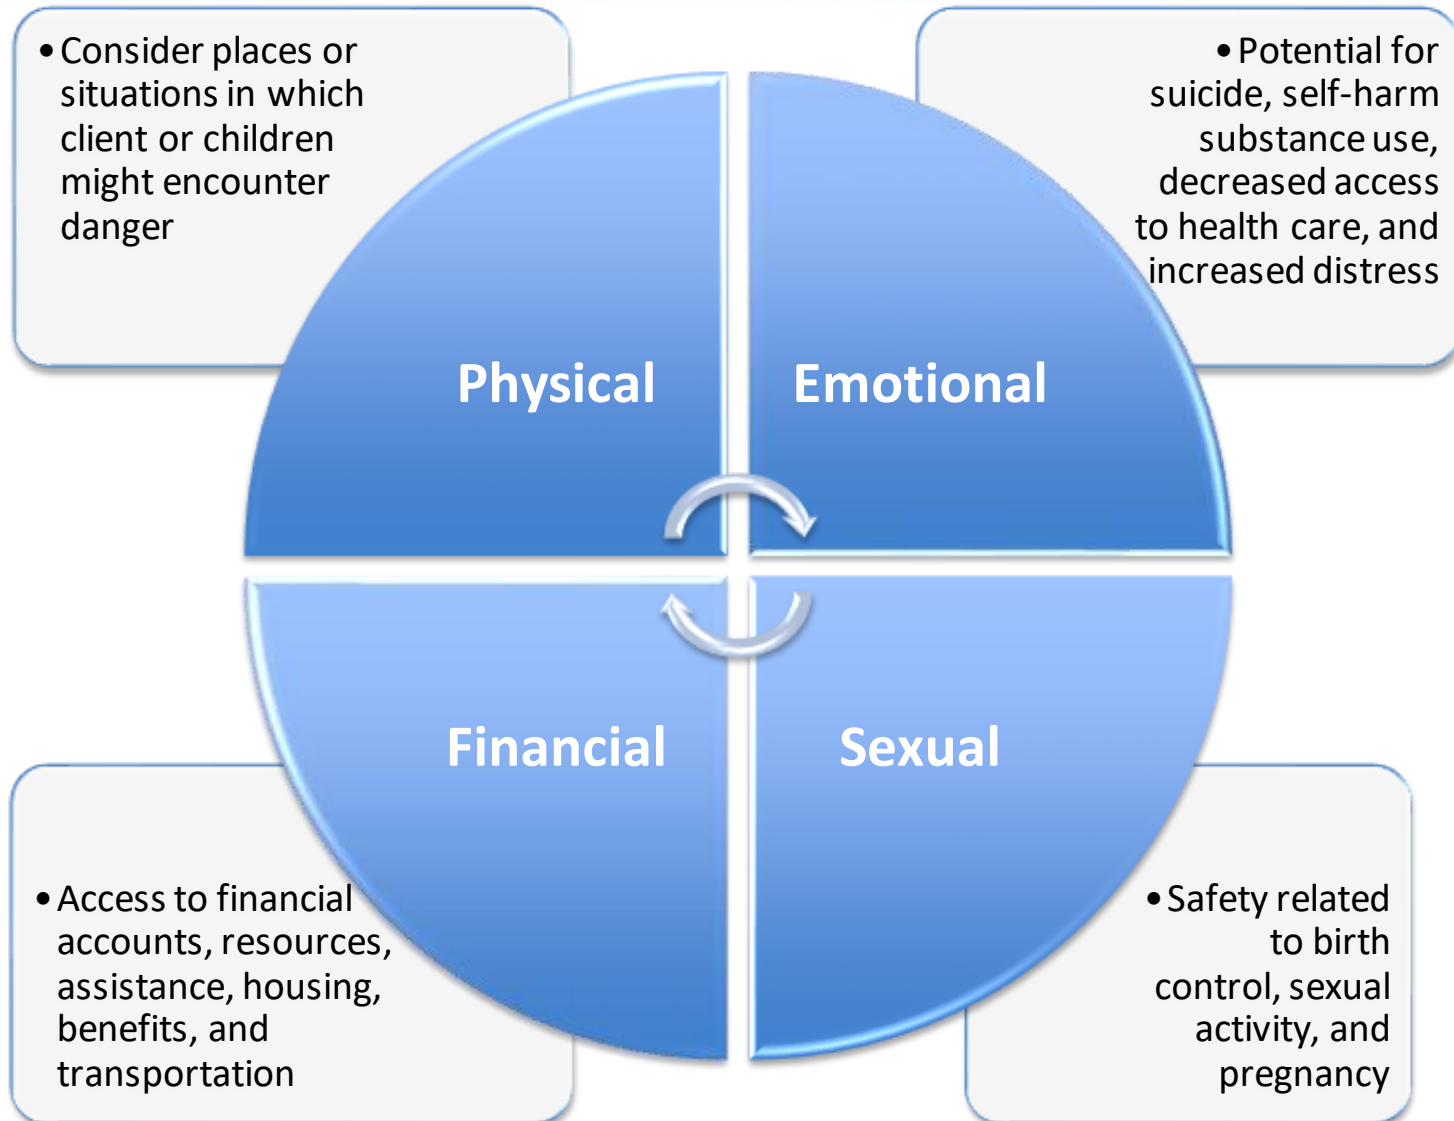 • Consider places or
situations in which
client or children
might encounter
danger
• Potential for
suicide, self-harm
substance use,
decreased access
to health care, and
increased distress
Physical
Emotional
Financial
Sexual
• Access to financial
accounts, resources,
assistance, housing,
benefits, and
transportation
• Safety related
to birth
control, sexual
activity, and
pregnancy